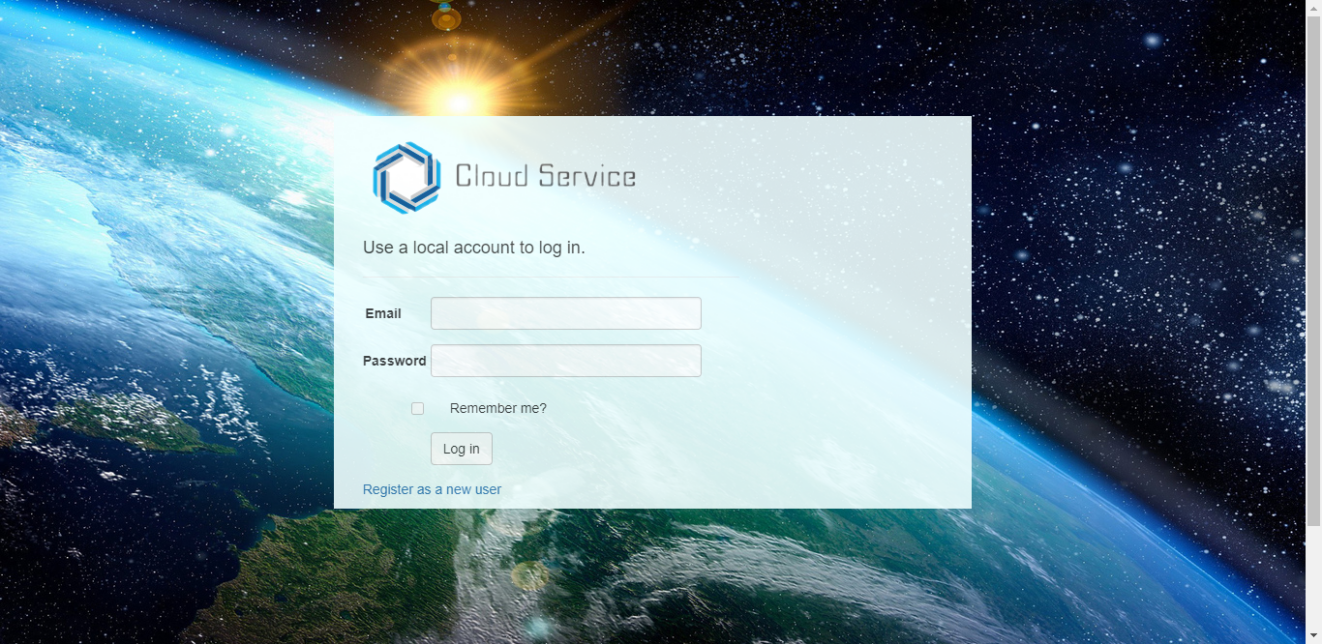 Cloud Service
Use a local account to log in.
Email
Password
Remember me?
Log in
Register as a new user